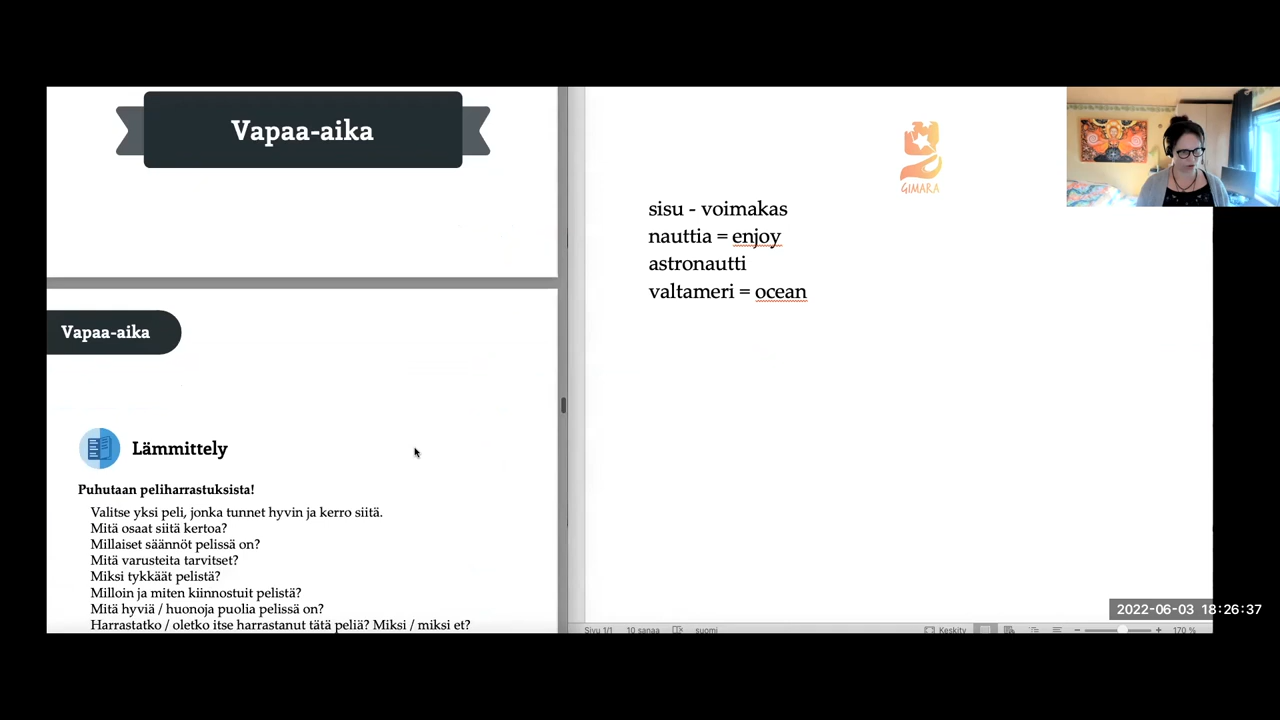 Vapaa-aika
Vapaa-aika
Lämmittely
Puhutaan peliharrastuksista!
Valitse yksi peli, jonka tunnet hyvin ja kerro siitä.
Mitä osaat siitä kertoa?
Millaiset säännöt pelissä on?
Mitä varusteita tarvitset?
Miksi tykkäät pelistä?
Milloin ja miten kiinnostuit pelistä?
Mitä hyviä / huonoja puolia pelissä on?
Harrastatko / oletko itse harrastanut tätä peliä? Miksi / miksi et?
GIMARA
sisu - voimakas
nauttia = enjoy
astronautti
valtameri = ocean
2022-06-03 18:26:37
Sivu 1/1 10 sanaa suomi Keskity 170 %